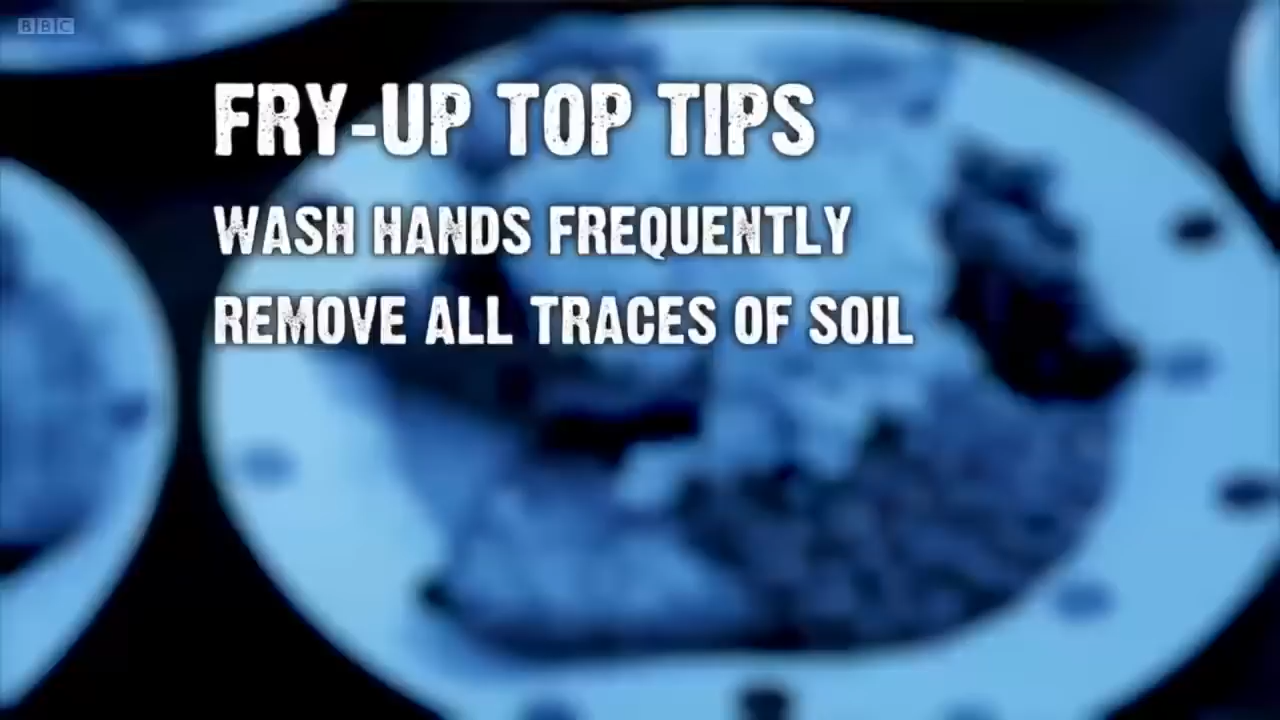 BBC
FRY-UP TOP TIPS
WASH HANDS FREQUENTLY
REMOVE ALL TRACES OF SOIL